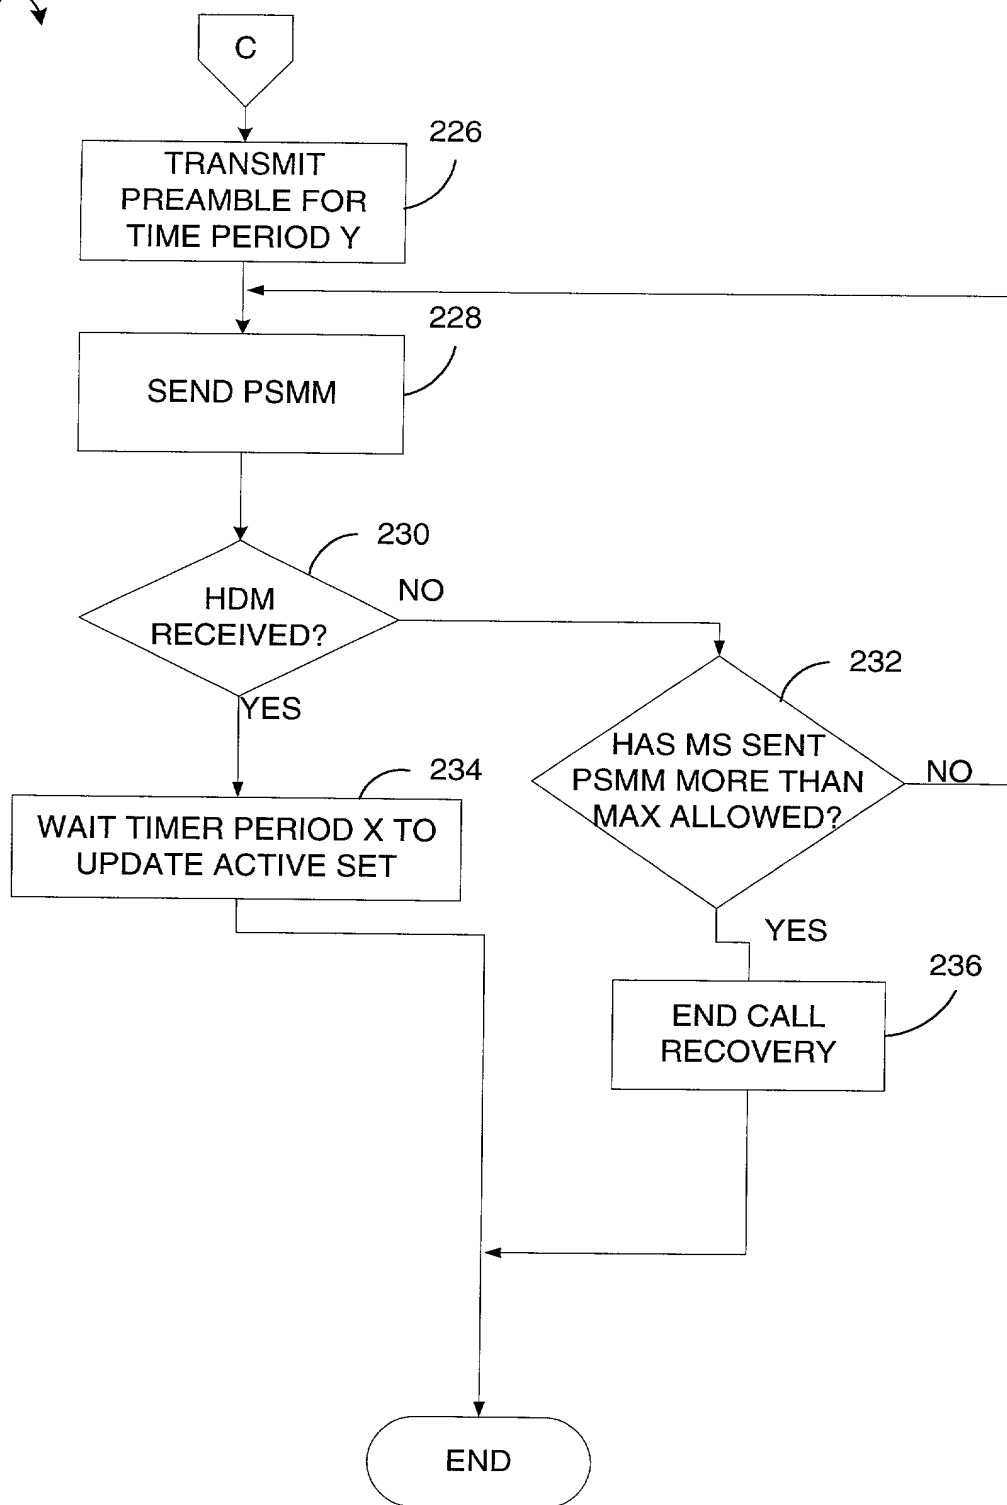 C
226
TRANSMIT
PREAMBLE FOR
TIME PERIOD Y
228
SEND PSMM
230
HDM
RECEIVED?
NO
YES
232
HAS MS SENT
PSMM MORE THAN
MAX ALLOWED?
NO
234
WAIT TIMER PERIOD X TO
UPDATE ACTIVE SET
YES
236
END CALL
RECOVERY
END